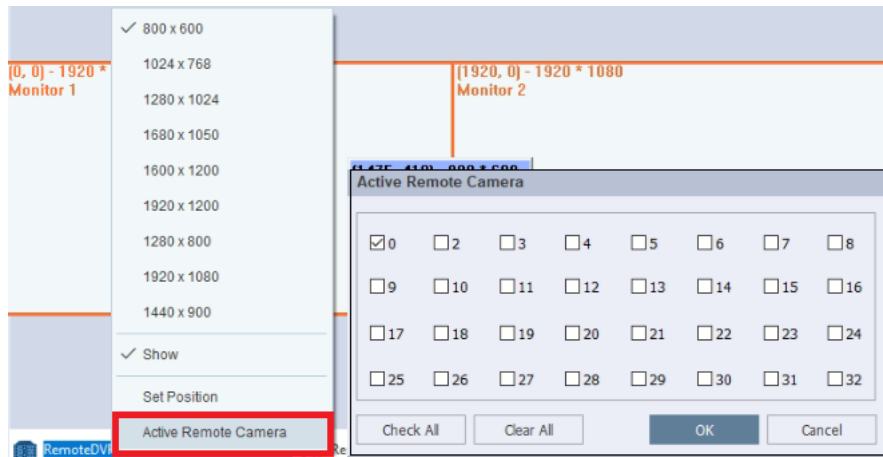 (0, 0) - 1920 *
Monitor 1
800 x 600
1024 x 768
1280 x 1024
1680 x 1050
1600 x 1200
1920 x 1200
1280 x 800
1920 x 1080
1440 x 900
Show
Set Position
Active Remote Camera
(1920, 0) - 1920 * 1080
Monitor 2
Active Remote Camera
0 2 3 4 5 6 7 8
9 10 11 12 13 14 15 16
17 18 19 20 21 22 23 24
25 26 27 28 29 30 31 32
Check All Clear All OK Cancel